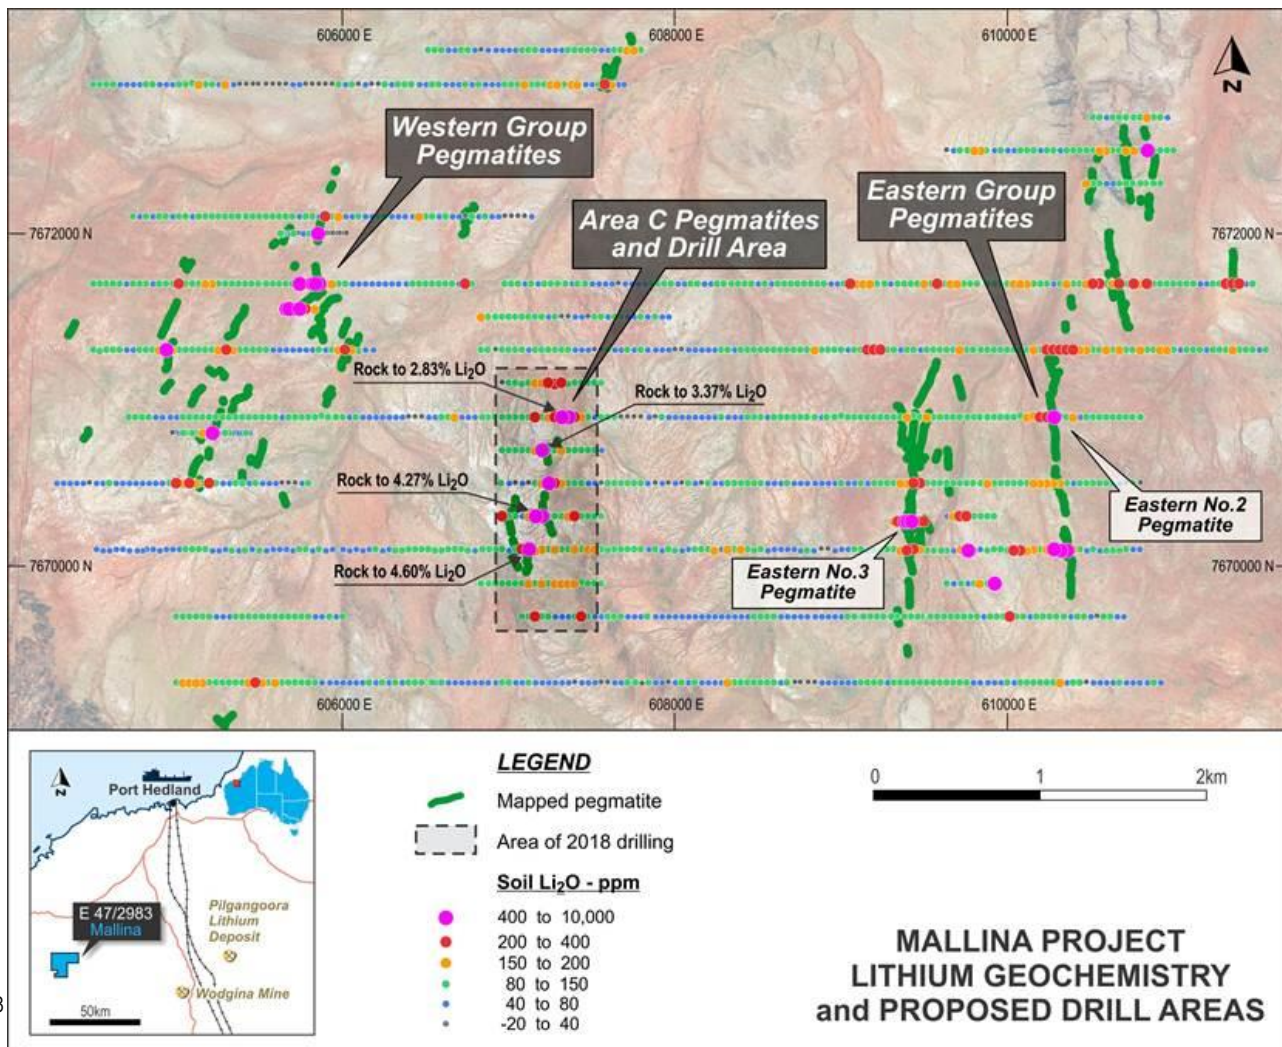 606000 E
608000 E
610000 E
N
Western Group
Pegmatites
Area C Pegmatites
and Drill Area
Eastern Group
Pegmatites
7672000 N
7672000 N
Rock to 2.83% Li₂O
Rock to 3.37% Li₂O
Rock to 4.27% Li₂O
Rock to 4.60% Li₂O
Eastern No.2
Pegmatite
Eastern No.3
Pegmatite
7670000 N
7670000 N
606000 E
608000 E
610000 E
N
Port Hedland
E 47/2983
Mallina
Pilgangoora
Lithium
Deposit
Wodgina Mine
50km
3
LEGEND
Mapped pegmatite
Area of 2018 drilling
Soil Li₂O - ppm
400 to 10,000
200 to 400
150 to 200
80 to 150
40 to 80
-20 to 40
0 1 2km
MALLINA PROJECT
LITHIUM GEOCHEMISTRY
and PROPOSED DRILL AREAS